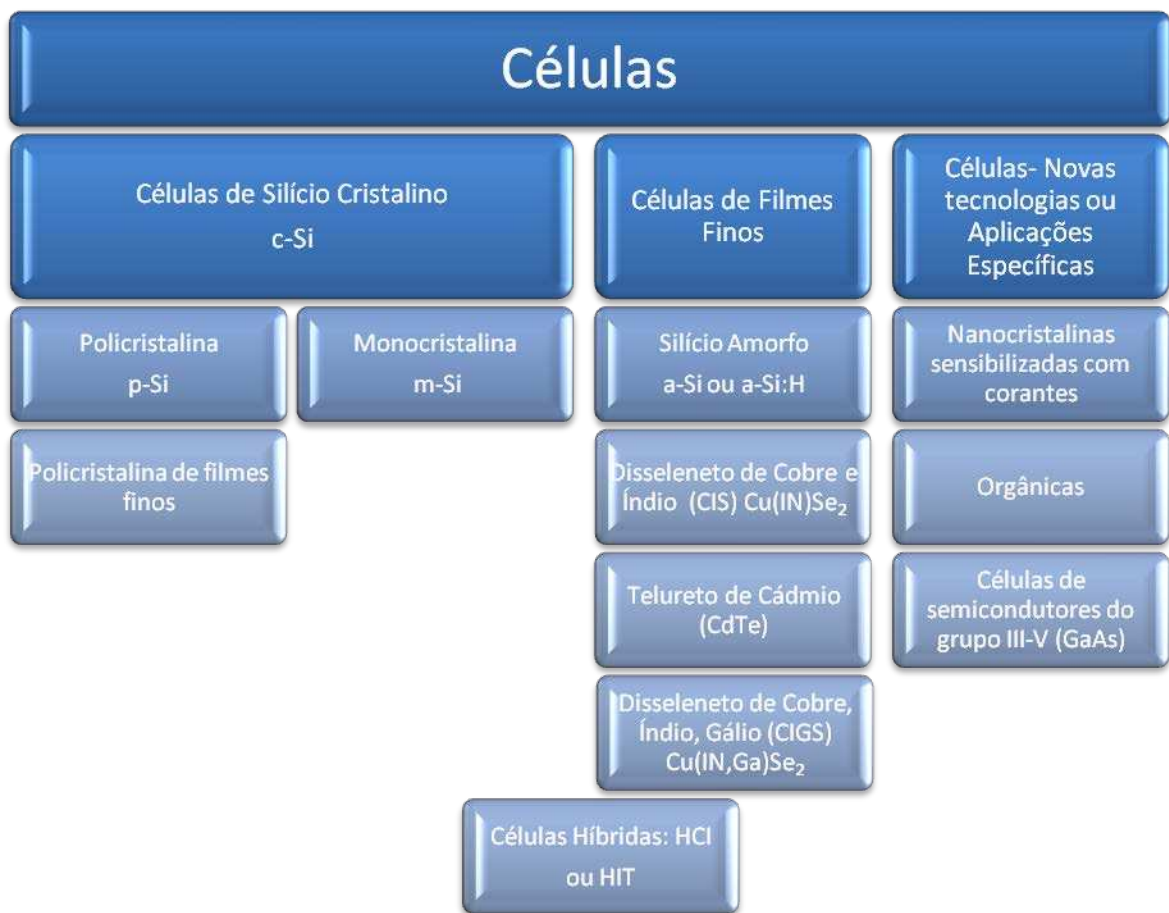 Células
Células de Silício Cristalino
c-Si
Células de Filmes
Finos
Células- Novas
tecnologias ou
Aplicações
Específicas
Policristalina
p-Si
Monocristalina
m-Si
Silício Amorfo
a-Si ou a-Si:H
Nanocristalinas
sensibilizadas com
corantes
Policristalina de filmes
finos
Disseleneto de Cobre e
Índio (CIS) Cu(IN)Se₂
Orgânicas
Telureto de Cádmio
(CdTe)
Células de
semicondutores do
grupo III-V (GaAs)
Disseleneto de Cobre,
Índio, Gálio (CIGS)
Cu(IN,Ga)Se₂
Células Híbridas: HCI
ou HIT